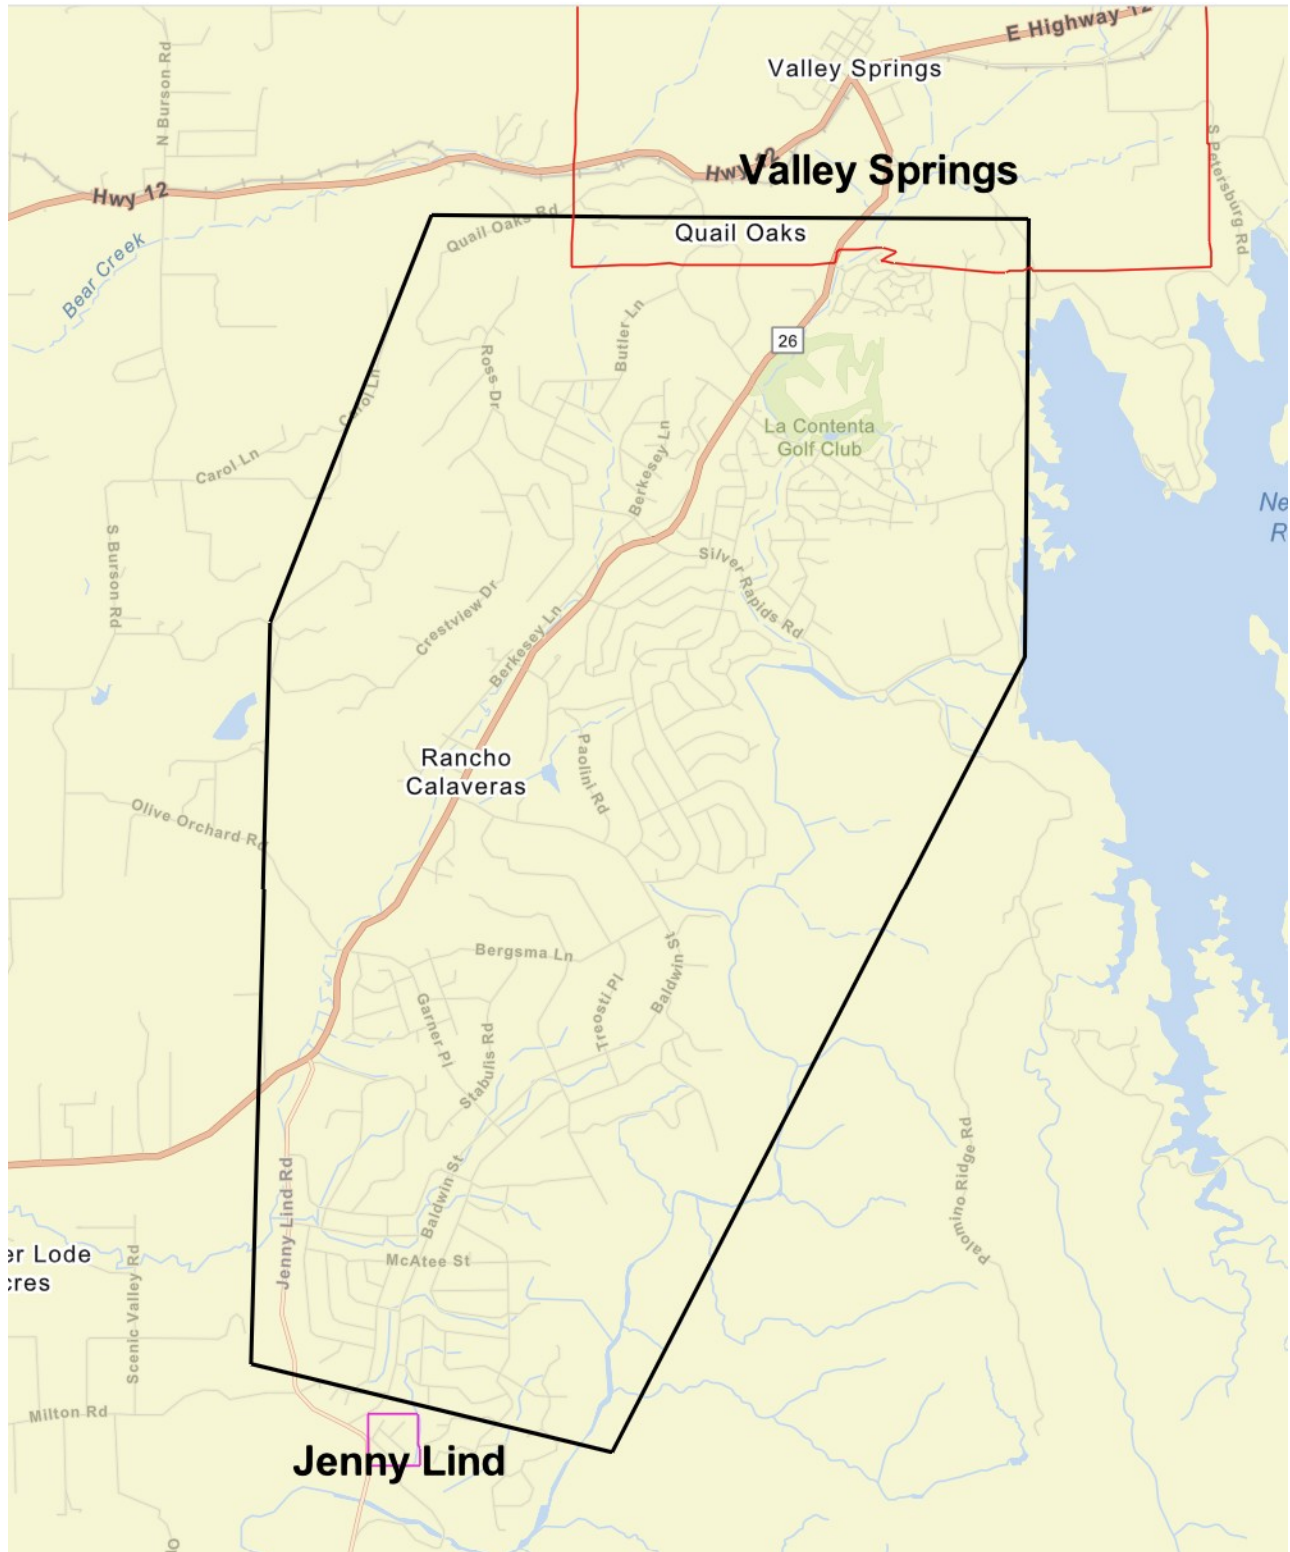 E Highway 12
N Burson Rd
Valley Springs
Hwy 12
Valley Springs
Hwy 12
S Petersburg Rd
Quail Oaks Rd
Quail Oaks
Bear Creek
Butler Ln
26
Ross Dr
Carol Ln
La Contenta
Golf Club
Carol Ln
Berkesey Ln
Ne
R
S Burson Rd
Silver Rapids Rd
Crestview Dr
Berkesey Ln
Rancho
Calaveras
Paolini Rd
Olive Orchard Rd
Bergsma Ln
Baldwin St
Treosti Pl
Garner Pl
Stabulis Rd
Palomino Ridge Rd
Baldwin St
Jenny Lind Rd
er Lode
cres
McAtee St
Scenic Valley Rd
Milton Rd
Jenny Lind